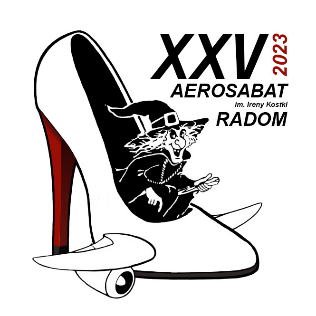 XXV 2023
AEROSABAT
im. Ireny Kostki
RADOM